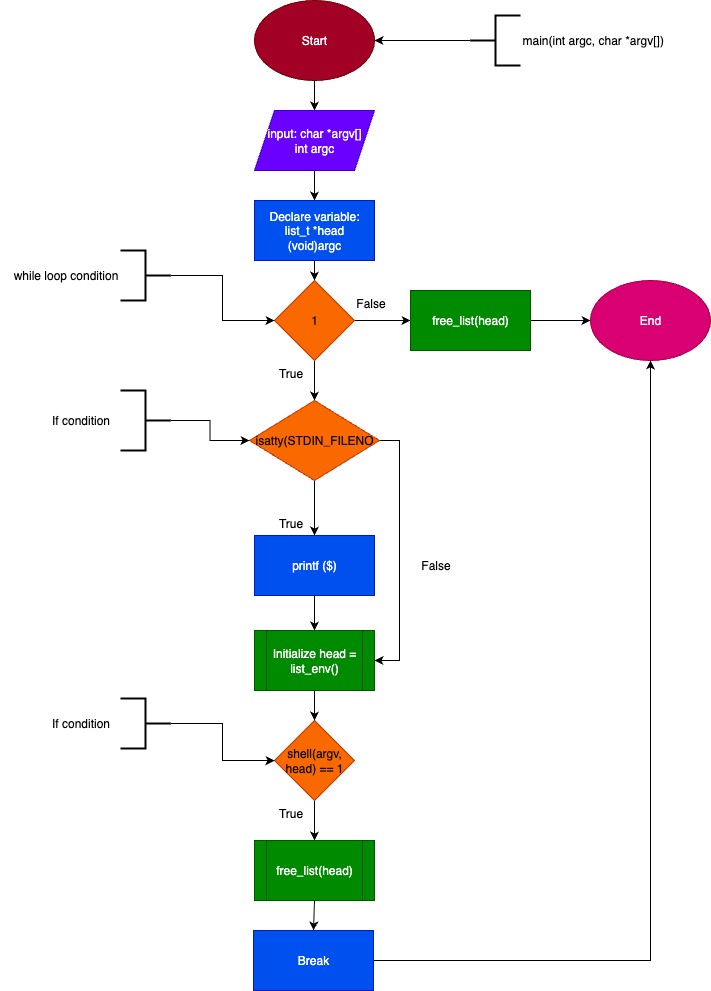 Start
main(int argc, char *argv[])
input: char *argv[]
int argc
Declare variable:
list_t *head
(void)argc
while loop condition
1
False
free_list(head)
End
True
If condition
isatty(STDIN_FILENO
True
printf ($)
False
Initialize head =
list_env()
If condition
shell(argv,
head) == 1
True
free_list(head)
Break